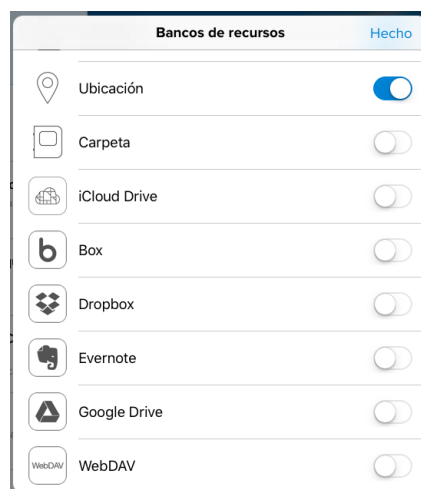 Bancos de recursos
Hecho
Ubicación
Carpeta
iCloud Drive
Box
Dropbox
Evernote
Google Drive
WebDAV WebDAV